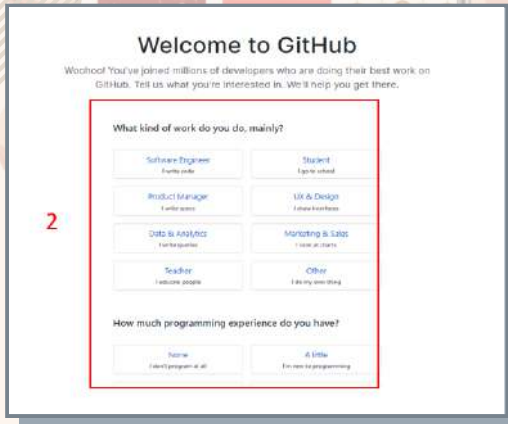 Welcome to GitHub
Woohoo! You've joined millions of developers who are doing their best work on
GitHub. Tell us what you're interested in. We'll help you get there.
What kind of work do you do, mainly?
Software Engineer Student
I write code I go to school
Product Manager UX & Design
I write specs I draw interfaces
2
Data & Analytics Marketing & Sales
I write queries I look at charts
Teacher Other
I educate people I do my own thing
How much programming experience do you have?
None A little
I don't program at all I'm new to programming